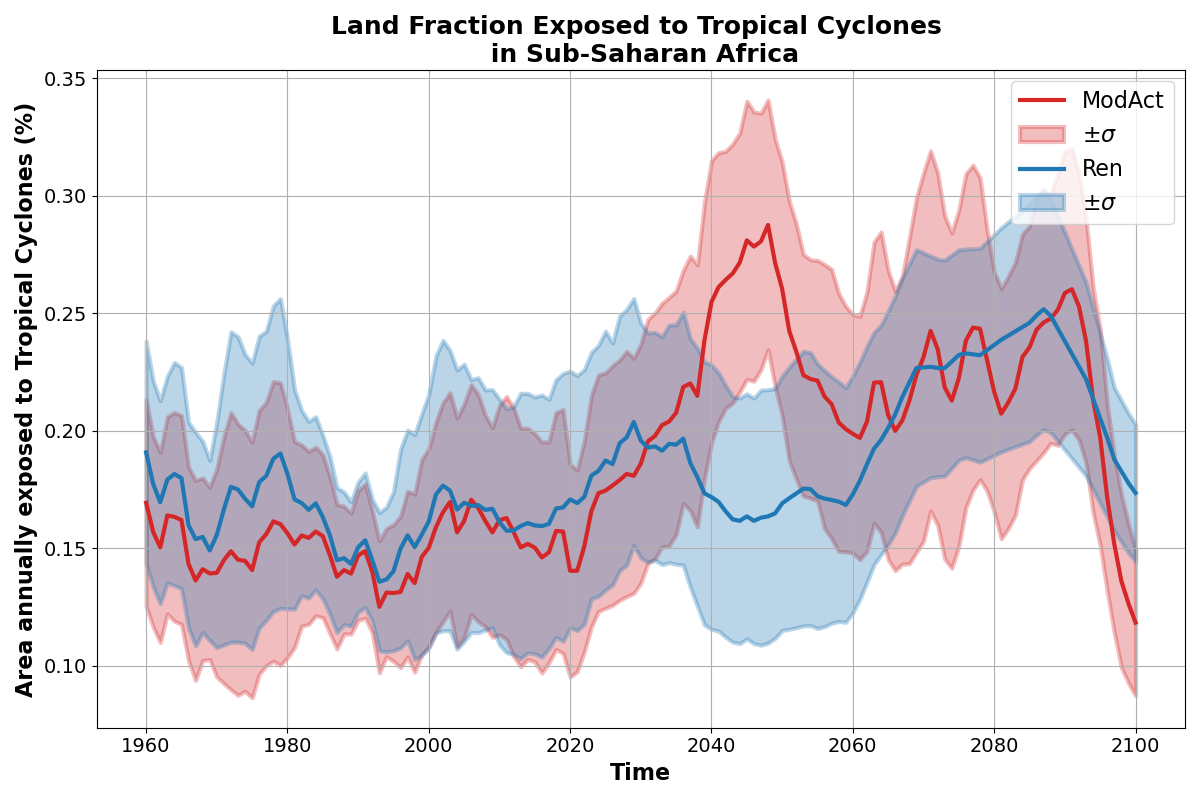 Land Fraction Exposed to Tropical Cyclones
in Sub-Saharan Africa
Area annually exposed to Tropical Cyclones (%)
0.35
0.30
0.25
0.20
0.15
0.10
ModAct
±σ
Ren
±σ
1960
1980
2000
2020
2040
2060
2080
2100
Time